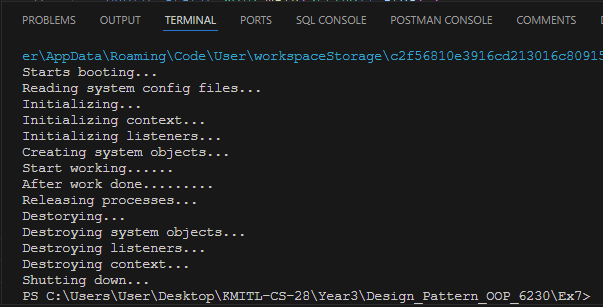 PROBLEMS OUTPUT TERMINAL PORTS SQL CONSOLE POSTMAN CONSOLE COMMENTS
er\AppData\Roaming\Code\User\workspaceStorage\c2f56810e3916cd213016c80915
Starts booting...
Reading system config files...
Initializing...
Initializing context...
Initializing listeners...
Creating system objects...
Start working......
After work done.........
Releasing processes...
Destorying...
Destroying system objects...
Destroying listeners...
Destroying context...
Shutting down...
PS C:\Users\User\Desktop\KMITL-CS-28\Year3\Design_Pattern_OOP_6230\Ex7>